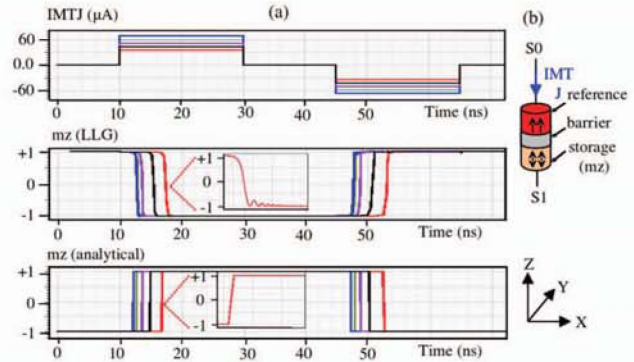 IMTJ (μA) (a) (b)
60
0.0
-60
0 10 20 30 40 50 Time (ns)
mz (LLG)
+1
0
-1
+1
0
-1
0 10 20 30 40 50 Time (ns)
mz (analytical)
+1
0
-1
+1
0
-1
0 10 20 30 40 50 Time (ns)
S0
IMT
J reference
barrier
storage
(mz)
S1
Z
Y
X